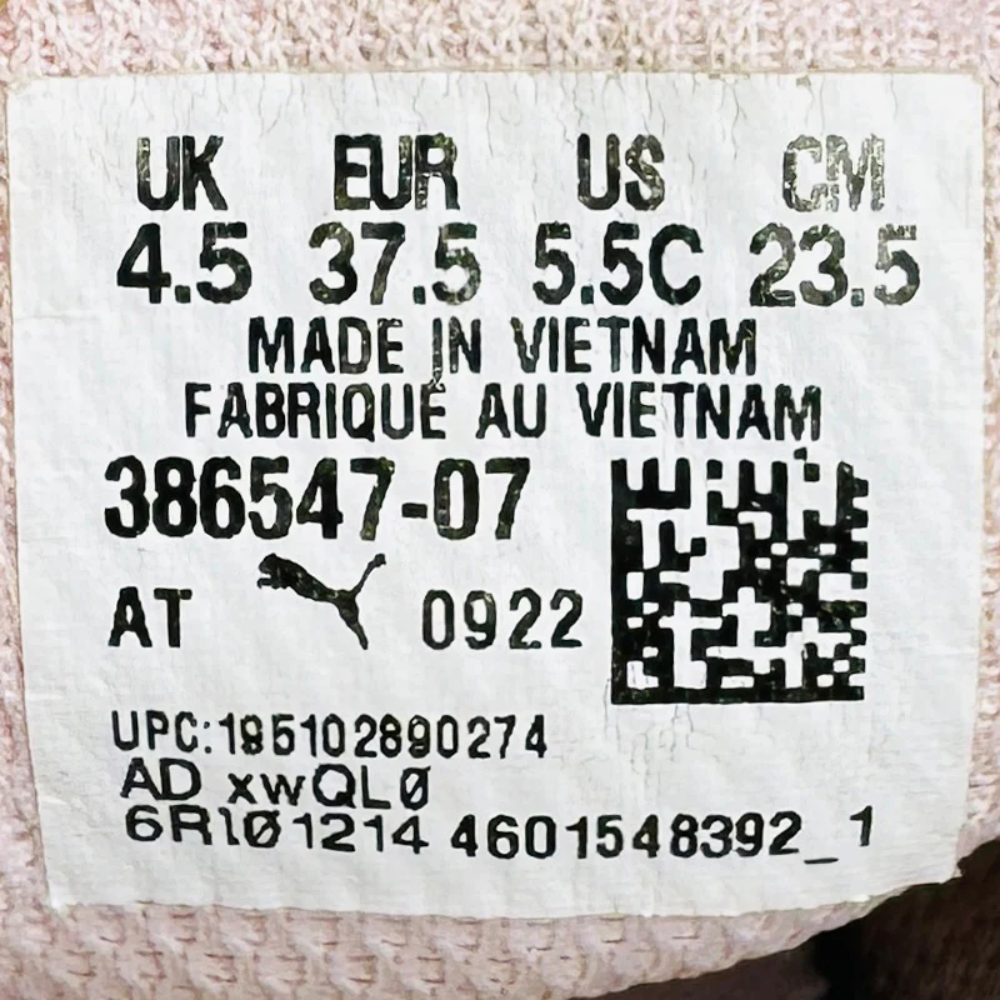 UK EUR US CM
4.5 37.5 5.5C 23.5
MADE IN VIETNAM
FABRIQUÉ AU VIETNAM
386547-07
AT 0922
UPC:195102890274
AD xwQLØ
6RlØ1214 4601548392_1